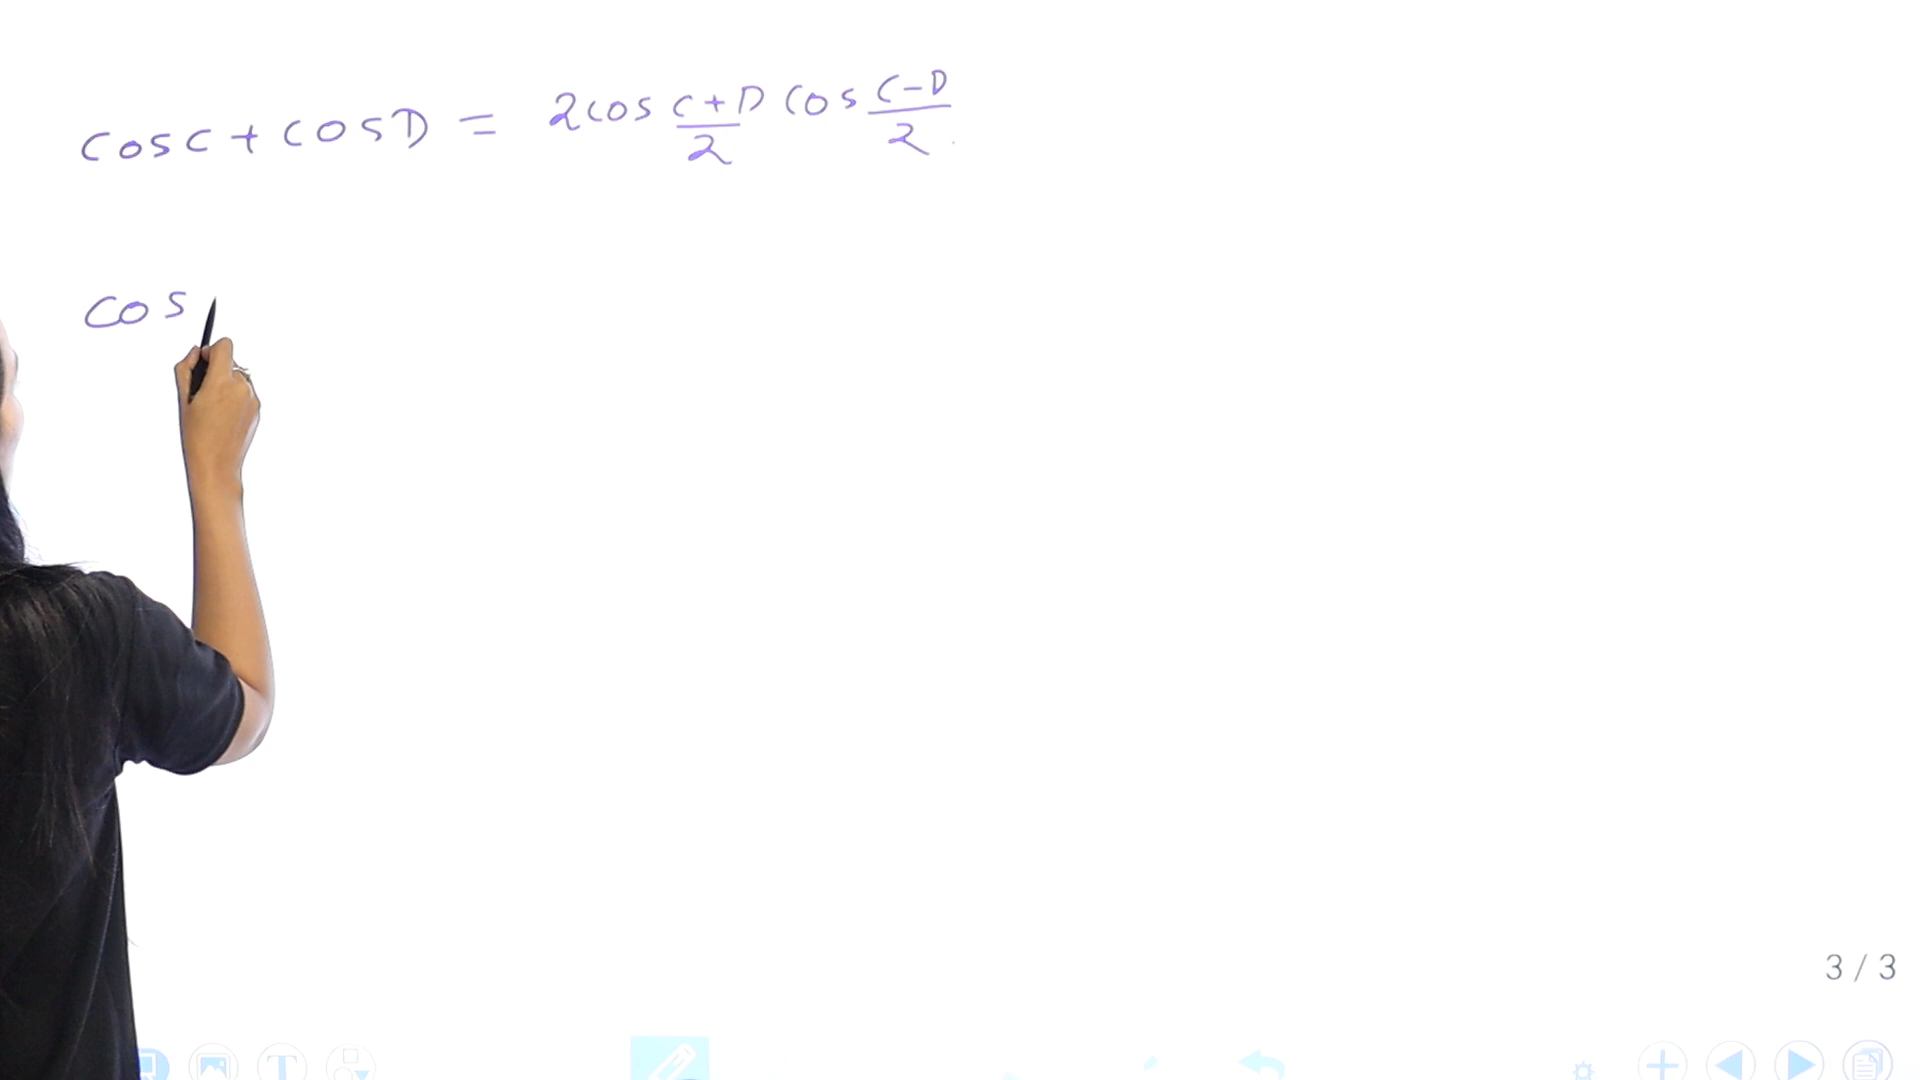 cosc + cosD = 2cos C+D/2 cos C-D/2
cos
3 / 3
T